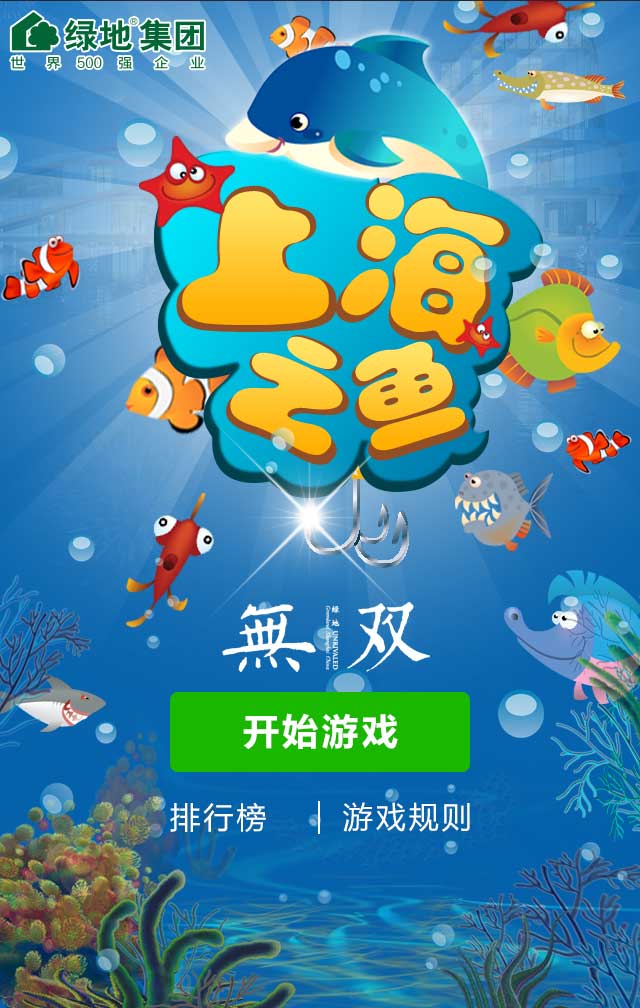 绿地®集团
世界500强企业
上海
之鱼
無 绿地 UNRIVALED 双
开始游戏
排行榜 | 游戏规则